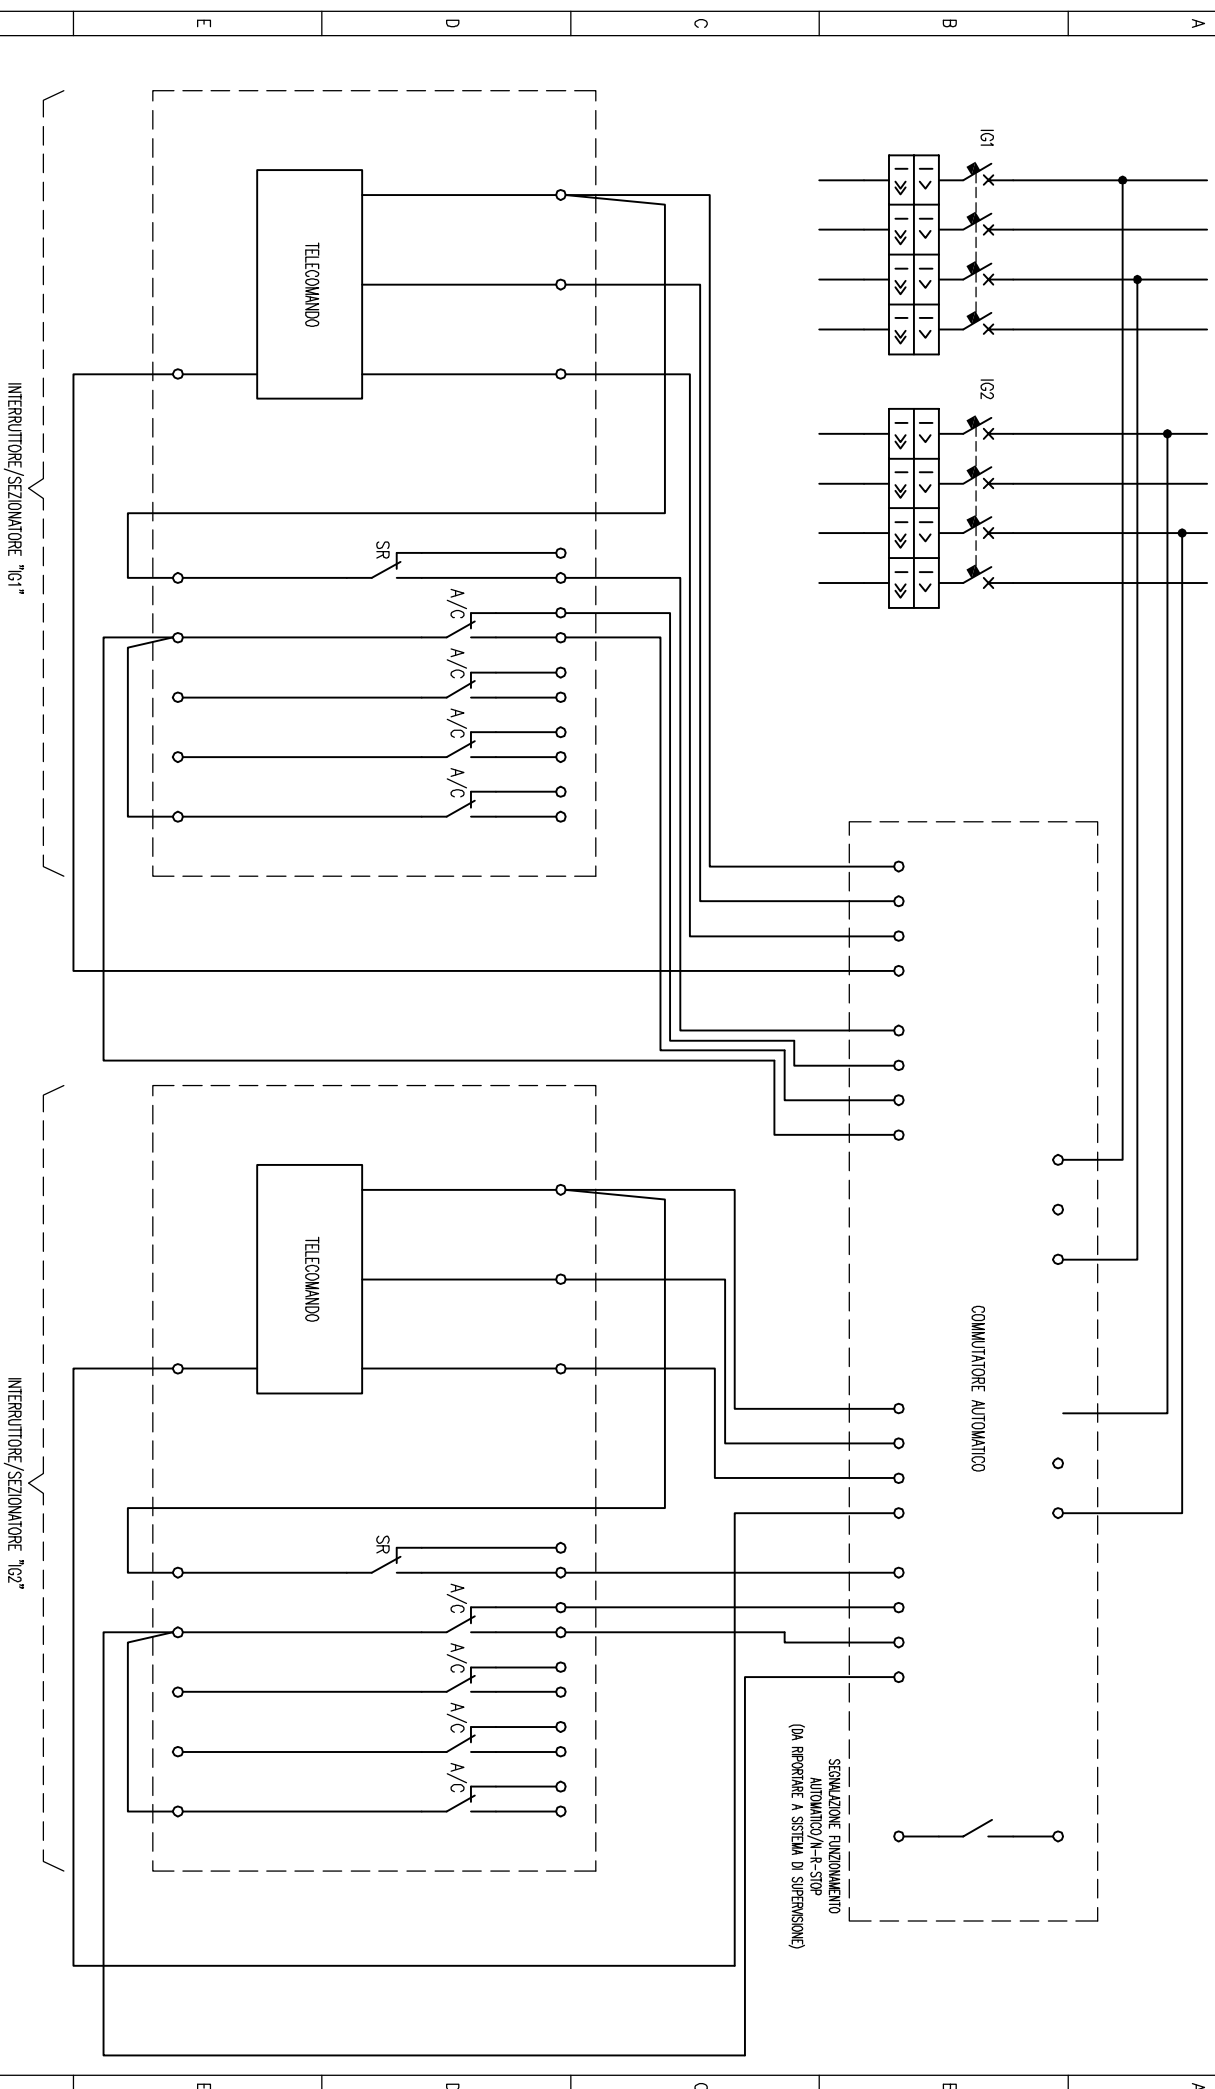 A
B
C
D
E
IG1
IG2
COMMUTATORE AUTOMATICO
SEGNALAZIONE FUNZIONAMENTO
AUTOMATICO/N-R-STOP
(DA RIPORTARE A SISTEMA DI SUPERVISIONE)
TELECOMANDO
SR
A/C
A/C
A/C
A/C
INTERRUTTORE/SEZIONATORE "IG1"
TELECOMANDO
SR
A/C
A/C
A/C
A/C
INTERRUTTORE/SEZIONATORE "IG2"
A
B
C
D
E